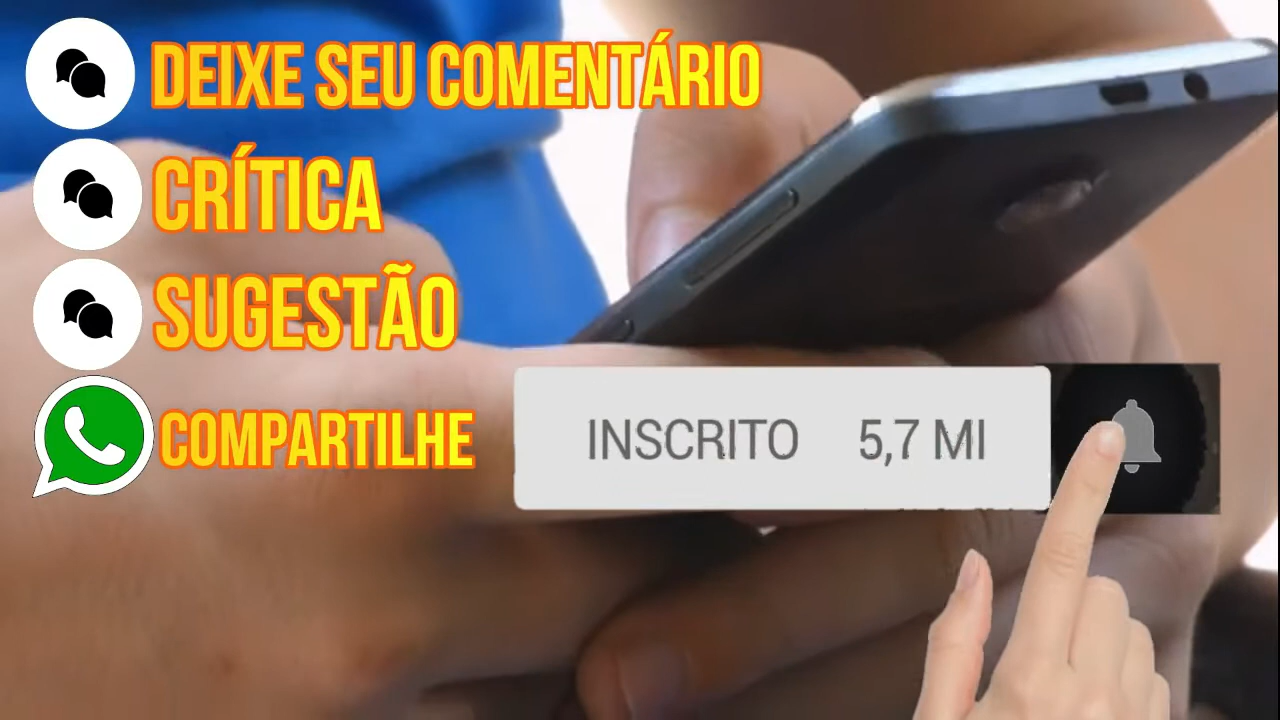 DEIXE SEU COMENTÁRIO
CRÍTICA
SUGESTÃO
COMPARTILHE
INSCRITO 5,7 MI